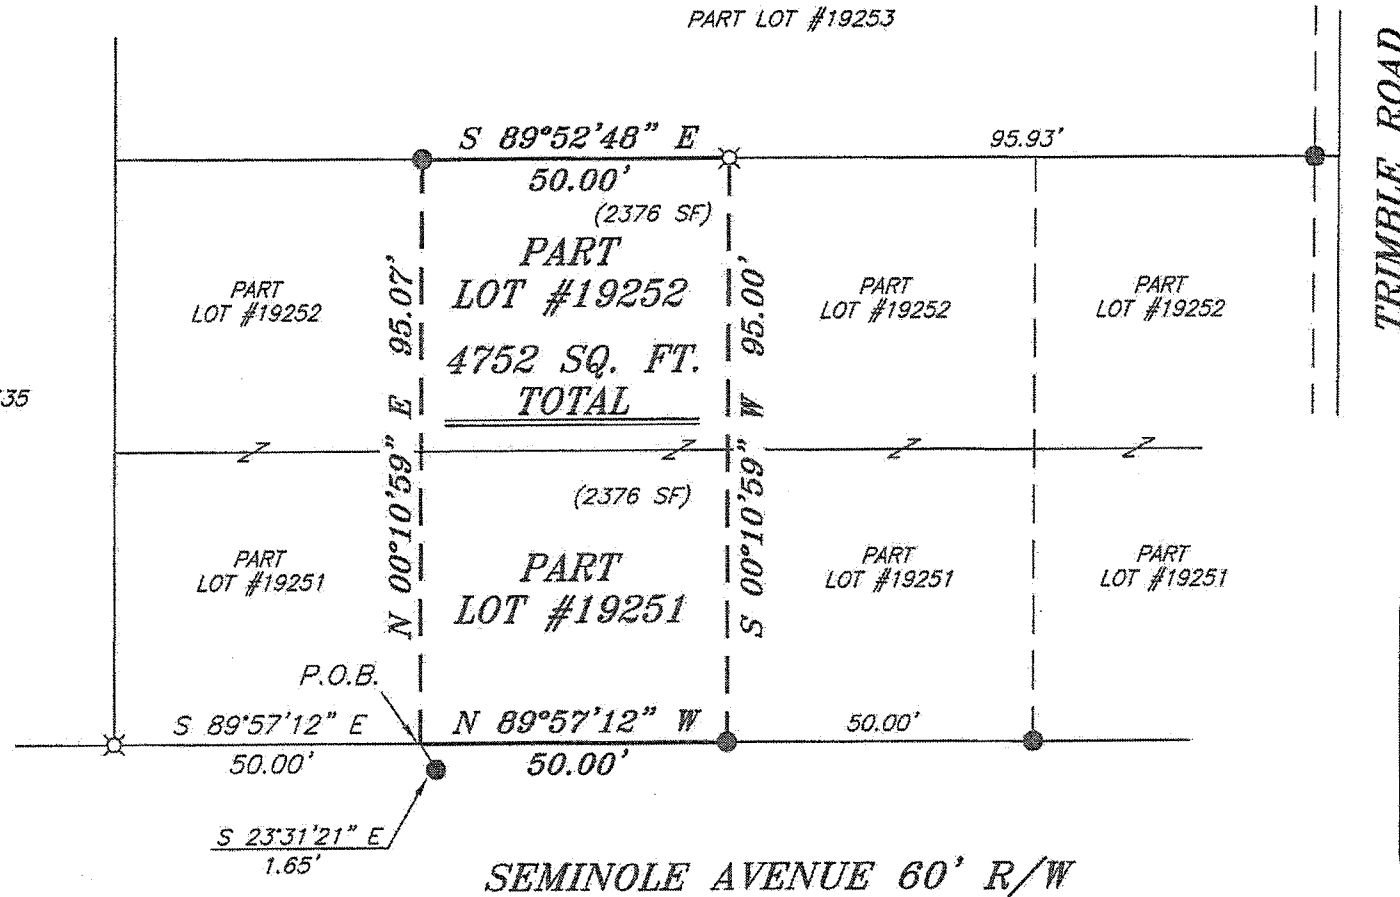 PART LOT #19253
TRIMBLE ROAD
S 89°52'48" E
50.00'
95.93'
(2376 SF)
PART
LOT #19252
PART
LOT #19252
4752 SQ. FT.
TOTAL
N 00°10'59" E 95.07'
S 00°10'59" W 95.00'
PART
LOT #19252
PART
LOT #19252
35
Z
Z
Z
Z
(2376 SF)
PART
LOT #19251
PART
LOT #19251
PART
LOT #19251
PART
LOT #19251
P.O.B.
S 89°57'12" E
50.00'
N 89°57'12" W
50.00'
50.00'
S 23°31'21" E
1.65'
SEMINOLE AVENUE 60' R/W